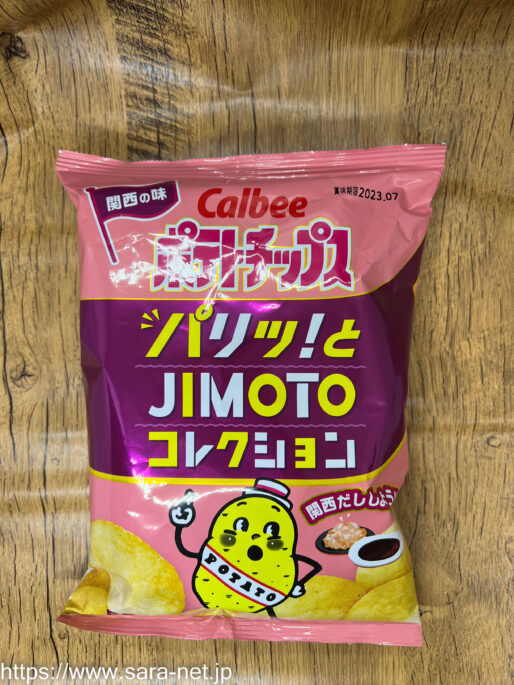 関西の味
Calbee
賞味期限2023.07
ポテトチップス
パリッ!と
JIMOTO
コレクション
関西だししょうゆ
POTATO
https://www.sara-net.jp